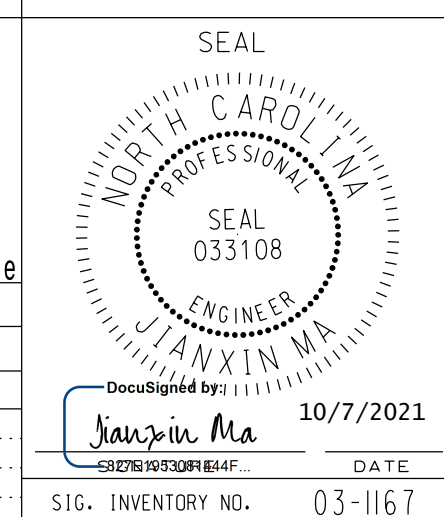 SEAL
NORTH CAROLINA
PROFESSIONAL
SEAL
033108
ENGINEER
JIANXIN MA
DocuSigned by:
Jianxin Ma
10/7/2021
SIGNATURE
DATE
SIG. INVENTORY NO. 03-1167
e